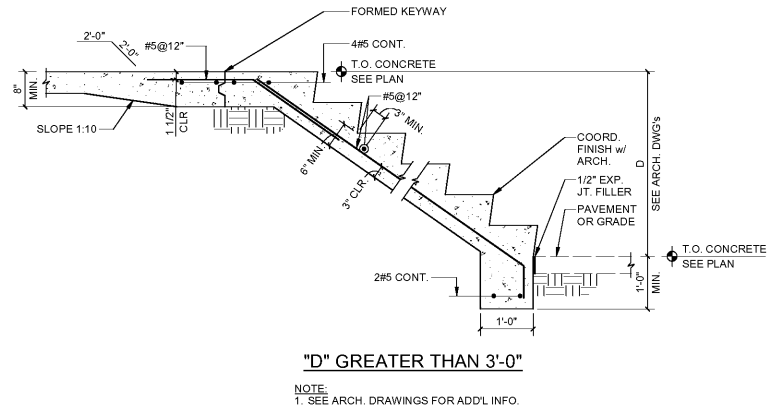 FORMED KEYWAY
2'-0"
2'-0"
#5@12"
4#5 CONT.
T.O. CONCRETE
SEE PLAN
8"
MIN.
#5@12"
3" MIN.
SLOPE 1:10
1 1/2"
CLR
6" MIN.
3" CLR.
COORD.
FINISH w/
ARCH.
D
SEE ARCH. DWG's
1/2" EXP.
JT. FILLER
PAVEMENT
OR GRADE
T.O. CONCRETE
SEE PLAN
2#5 CONT.
1'-0"
MIN.
1'-0"
"D" GREATER THAN 3'-0"
NOTE:
1. SEE ARCH. DRAWINGS FOR ADD'L INFO.